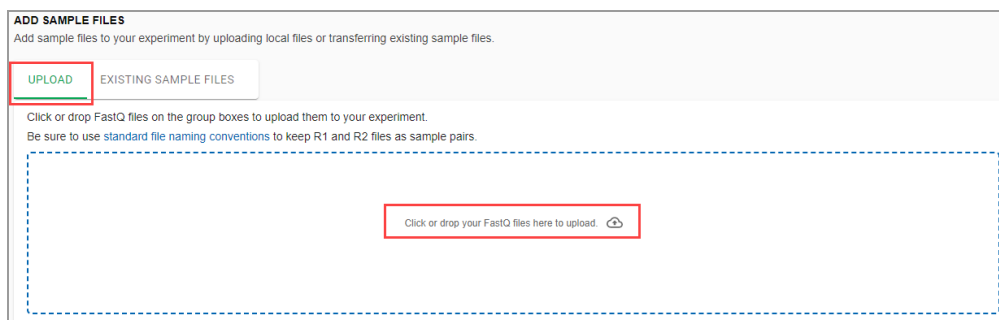 ADD SAMPLE FILES
Add sample files to your experiment by uploading local files or transferring existing sample files.
UPLOAD EXISTING SAMPLE FILES
Click or drop FastQ files on the group boxes to upload them to your experiment.
Be sure to use standard file naming conventions to keep R1 and R2 files as sample pairs.
Click or drop your FastQ files here to upload.